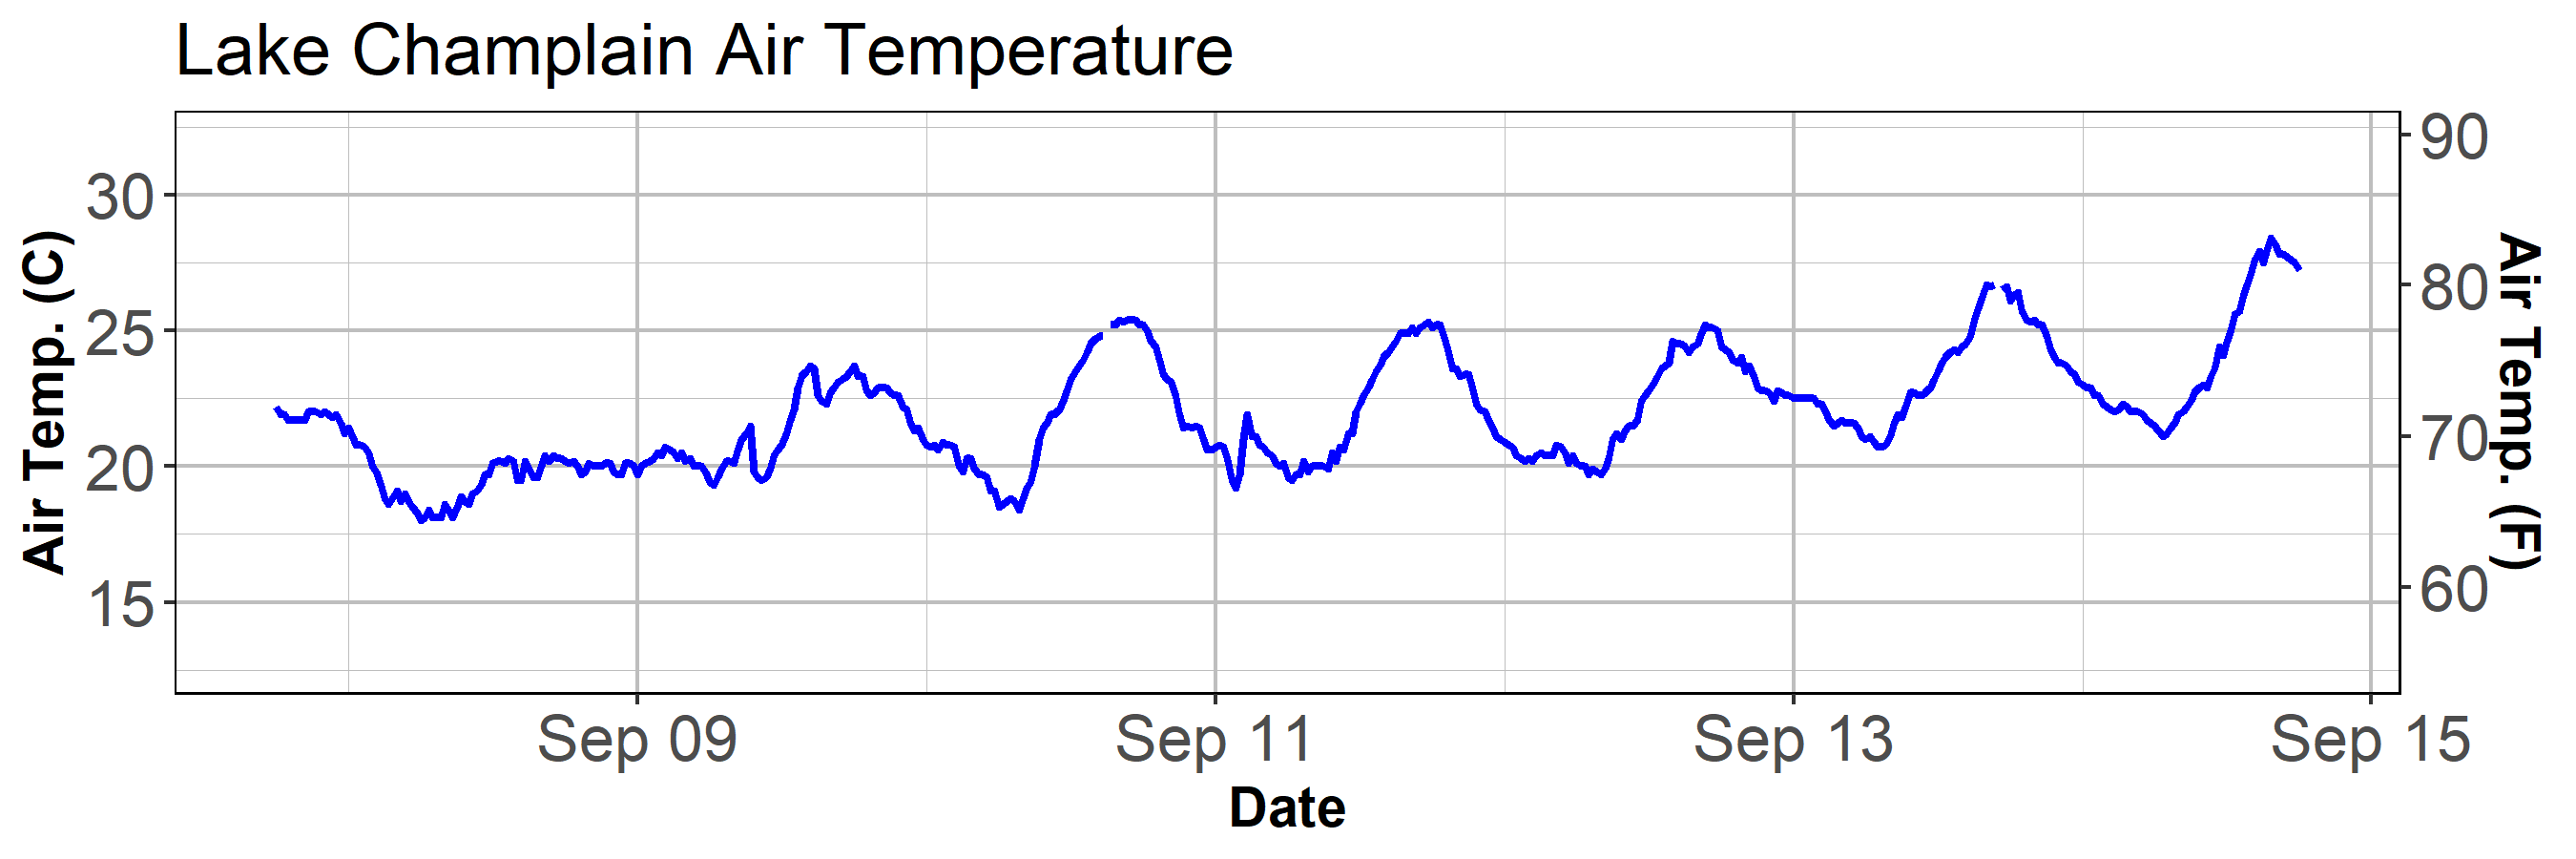 Lake Champlain Air Temperature
Air Temp. (C)
30
25
20
15
90
80
70
60
Air Temp. (F)
Sep 09
Sep 11
Sep 13
Sep 15
Date